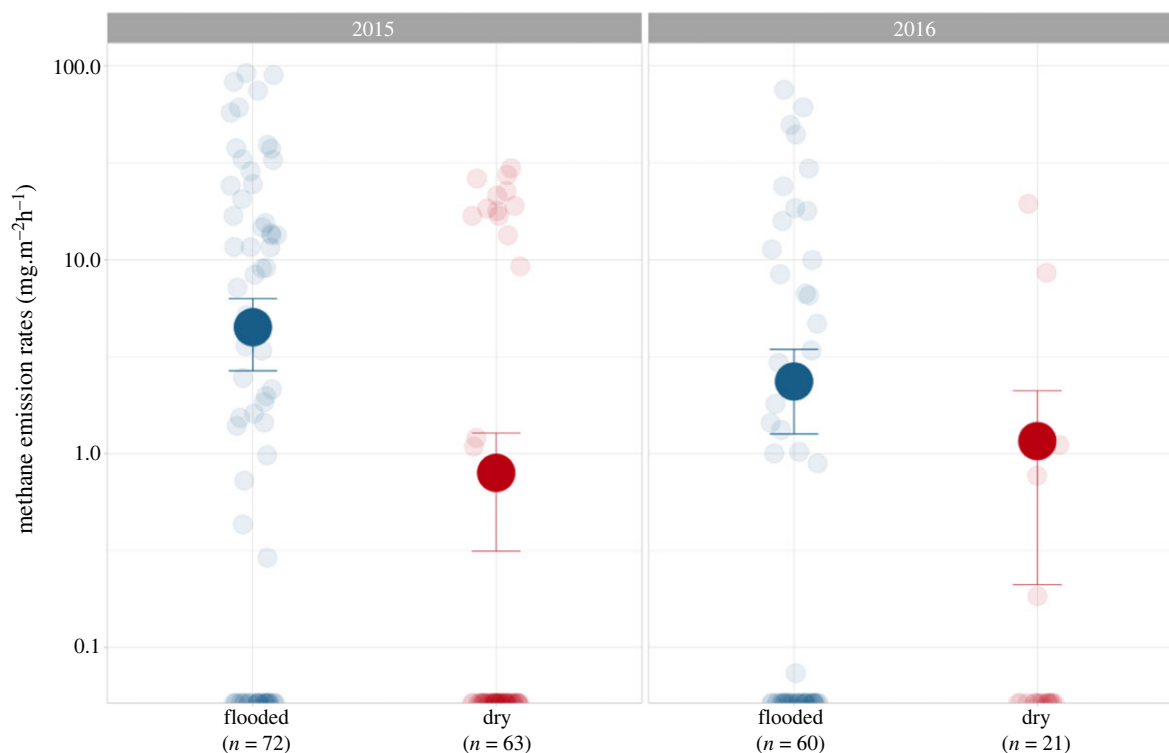 2015
2016
methane emission rates (mg.m−2h−1)
100.0
10.0
1.0
0.1
flooded
(n = 72)
dry
(n = 63)
flooded
(n = 60)
dry
(n = 21)